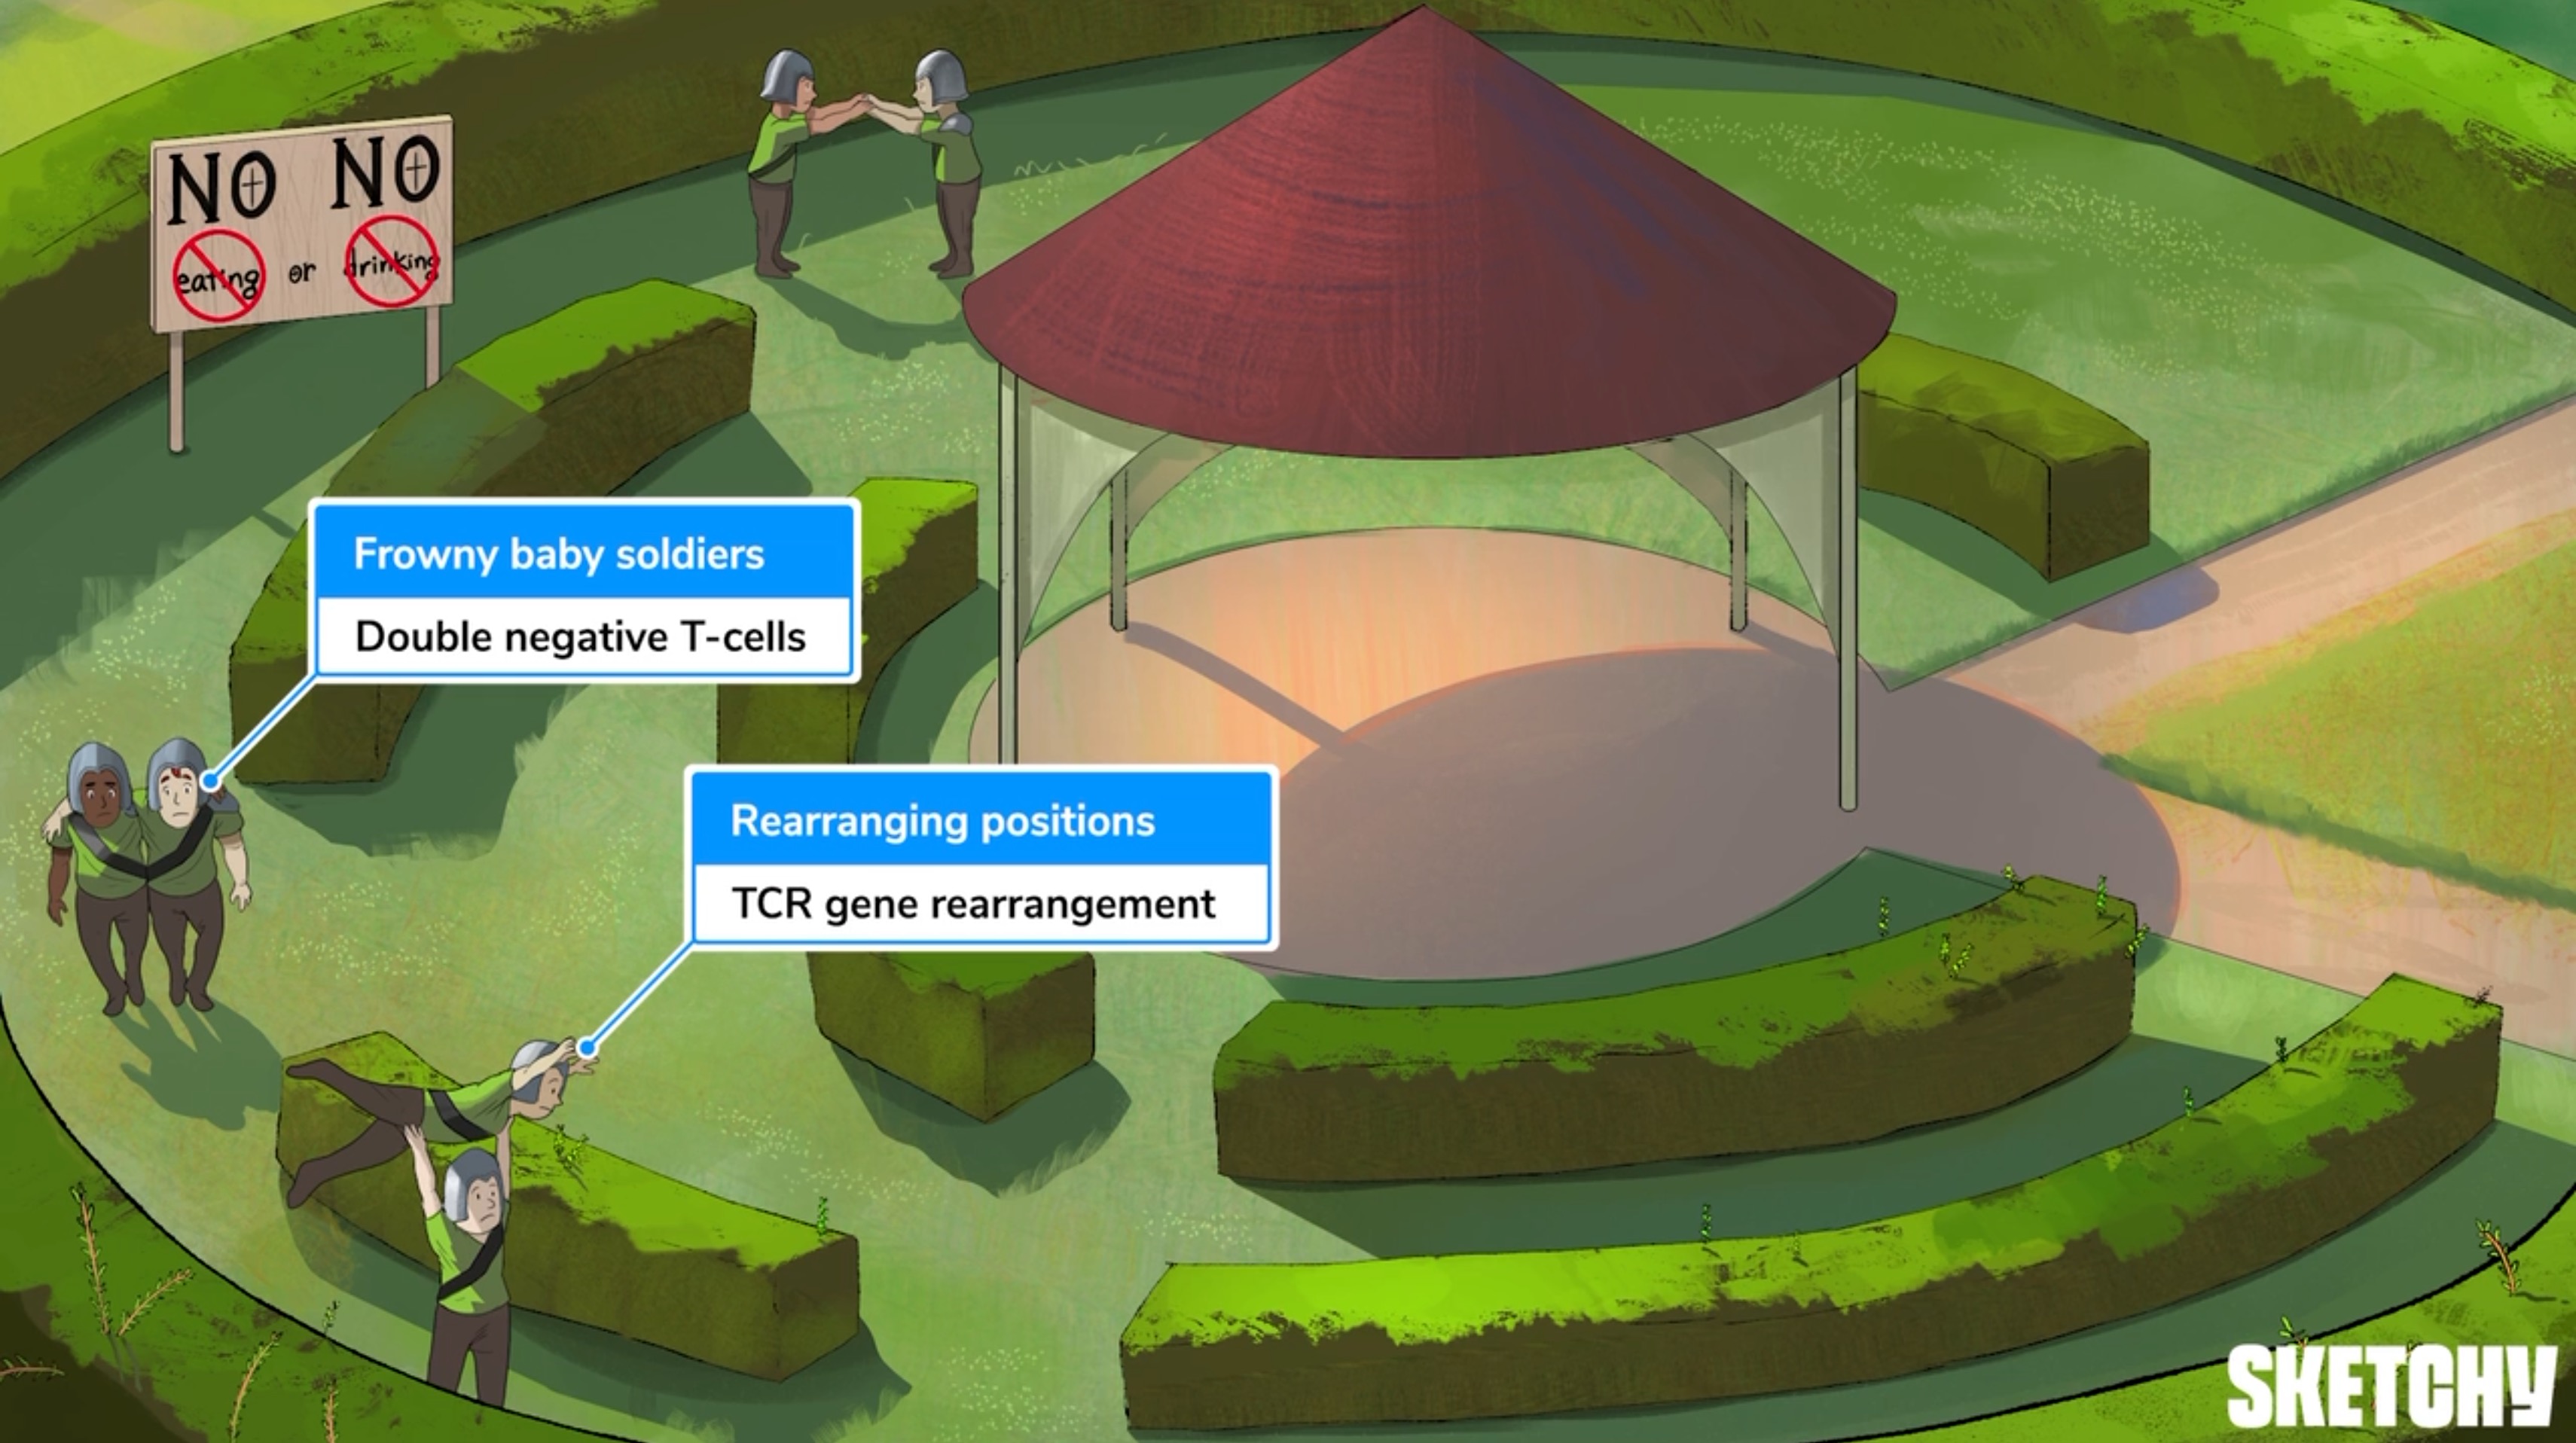 NO NO
eating or drinking
Frowny baby soldiers
Double negative T-cells
Rearranging positions
TCR gene rearrangement
SKETCHY